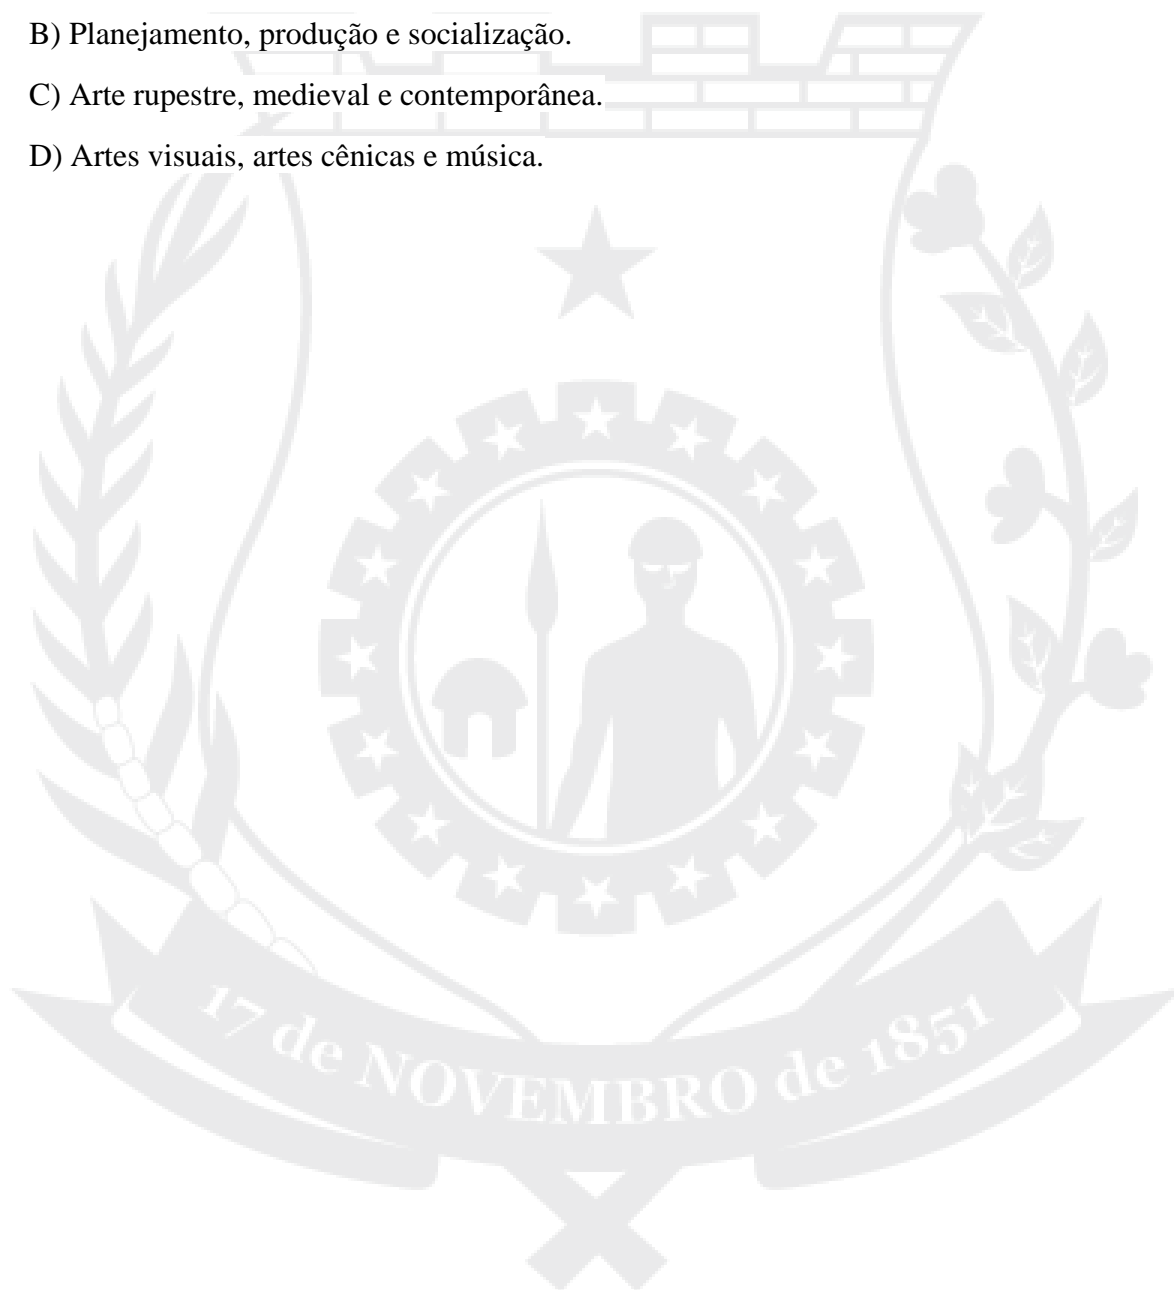 B) Planejamento, produção e socialização.
C) Arte rupestre, medieval e contemporânea.
D) Artes visuais, artes cênicas e música.
17 de NOVEMBRO de 1851